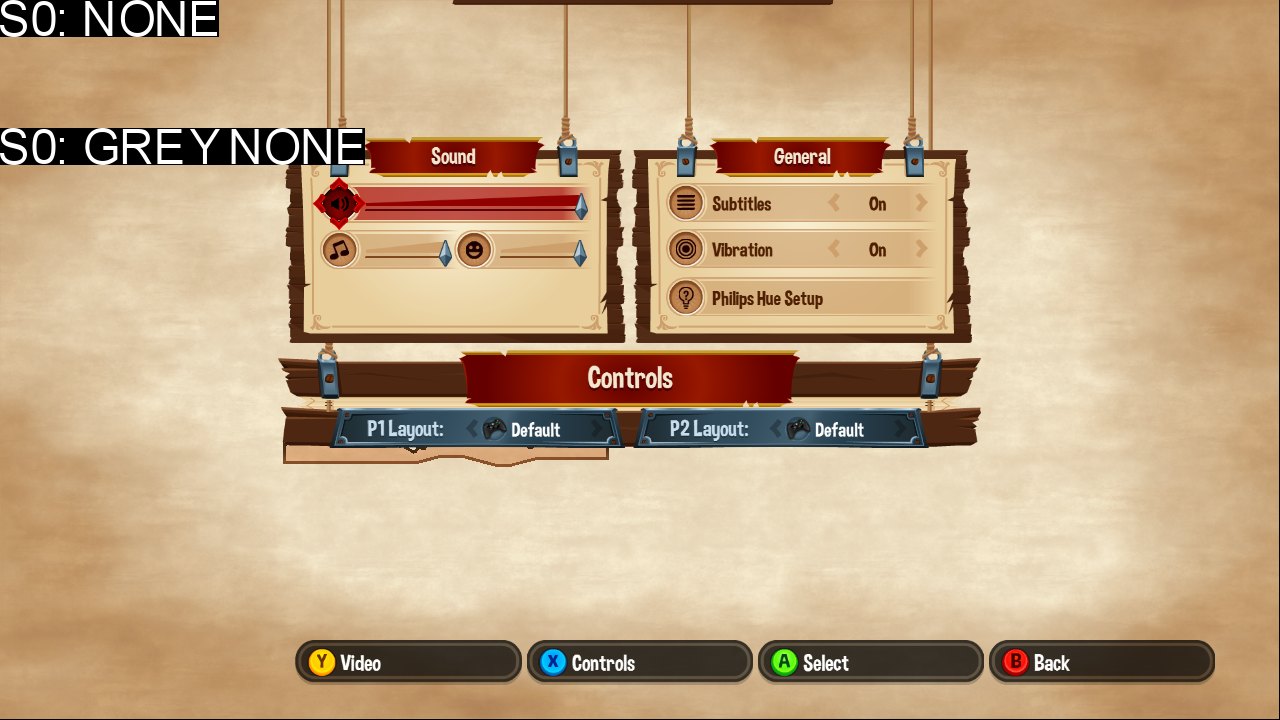 S0: NONE
S0: GREY NONE
Sound
General
Subtitles On
Vibration On
Philips Hue Setup
Controls
P1 Layout: Default
P2 Layout: Default
Y Video
X Controls
A Select
B Back